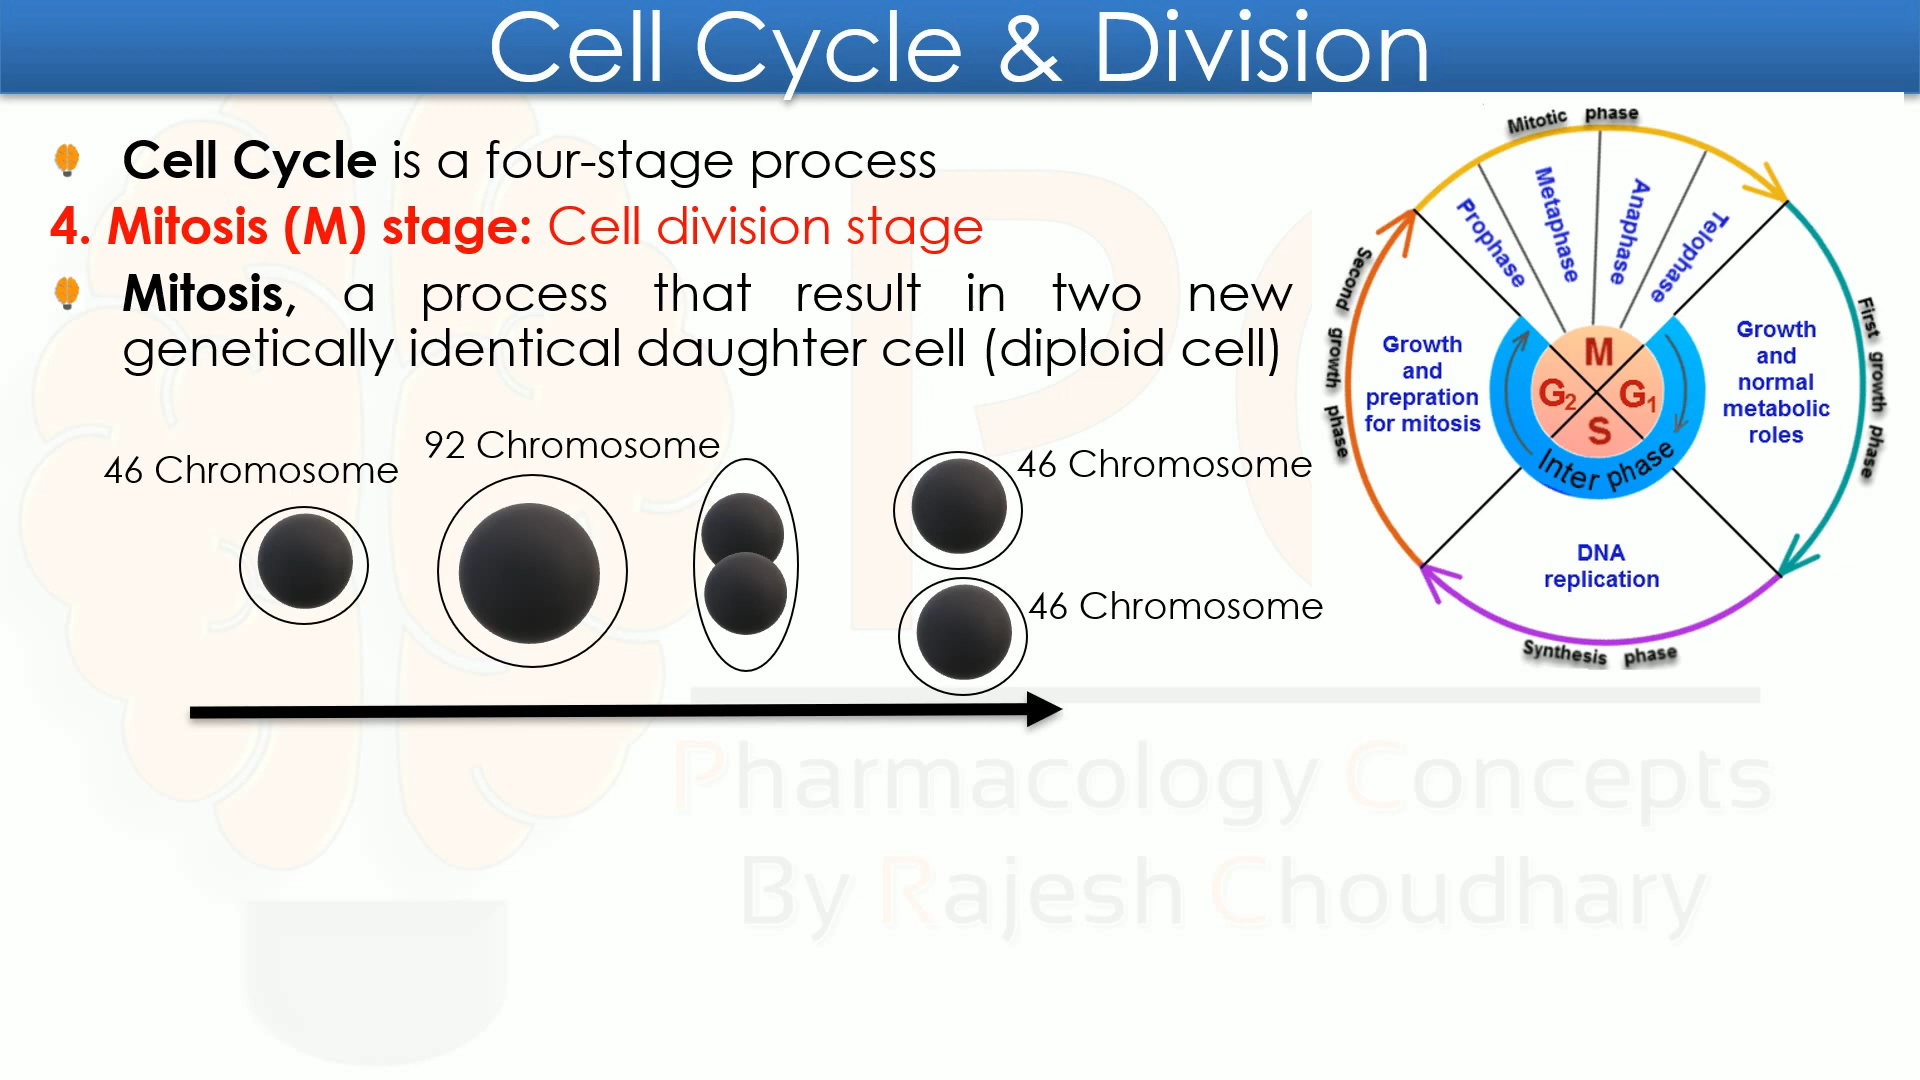 Cell Cycle & Division
Cell Cycle is a four-stage process
4. Mitosis (M) stage: Cell division stage
Mitosis, a process that result in two new
genetically identical daughter cell (diploid cell)
46 Chromosome
92 Chromosome
46 Chromosome
46 Chromosome
Mitotic phase
Prophase
Metaphase
Anaphase
Telophase
Second growth phase
First growth phase
Growth
and
prepration
for mitosis
Growth
and
normal
metabolic
roles
M
G2
G1
S
Inter phase
DNA
replication
Synthesis phase
PC
Pharmacology Concepts
By Rajesh Choudhary